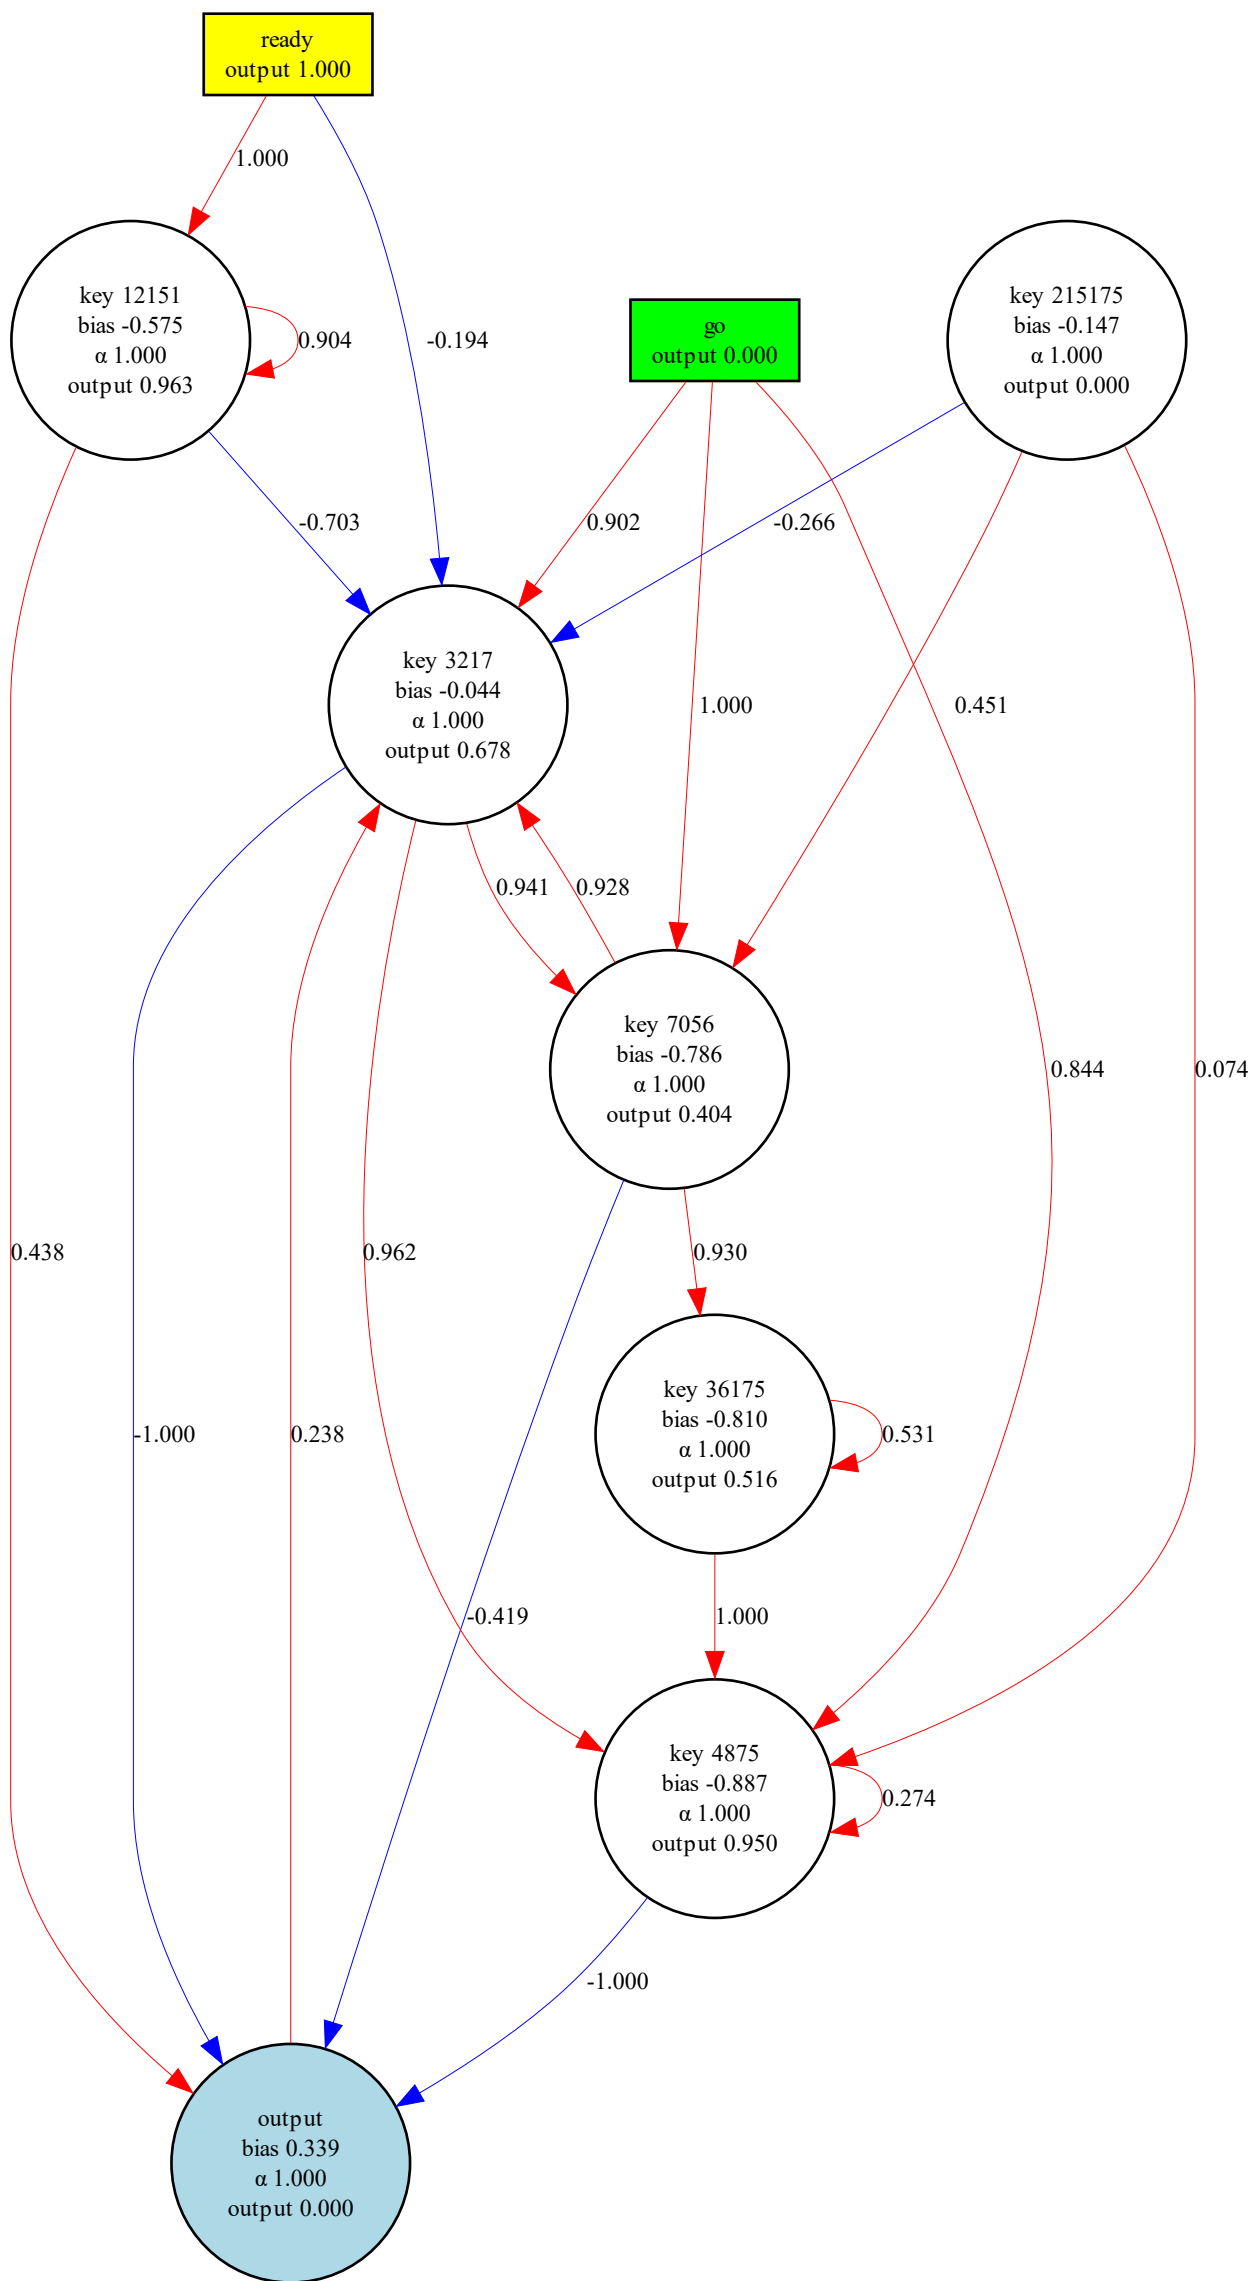 ready
output 1.000
1.000
key 12151
bias -0.575
α 1.000
output 0.963
0.904
-0.194
go
output 0.000
key 215175
bias -0.147
α 1.000
output 0.000
-0.703
0.902
-0.266
key 3217
bias -0.044
α 1.000
output 0.678
1.000
0.451
0.941
0.928
key 7056
bias -0.786
α 1.000
output 0.404
0.844
0.074
0.438
0.962
0.930
key 36175
bias -0.810
α 1.000
output 0.516
-1.000
0.238
0.531
-0.419
1.000
key 4875
bias -0.887
α 1.000
output 0.950
0.274
-1.000
output
bias 0.339
α 1.000
output 0.000